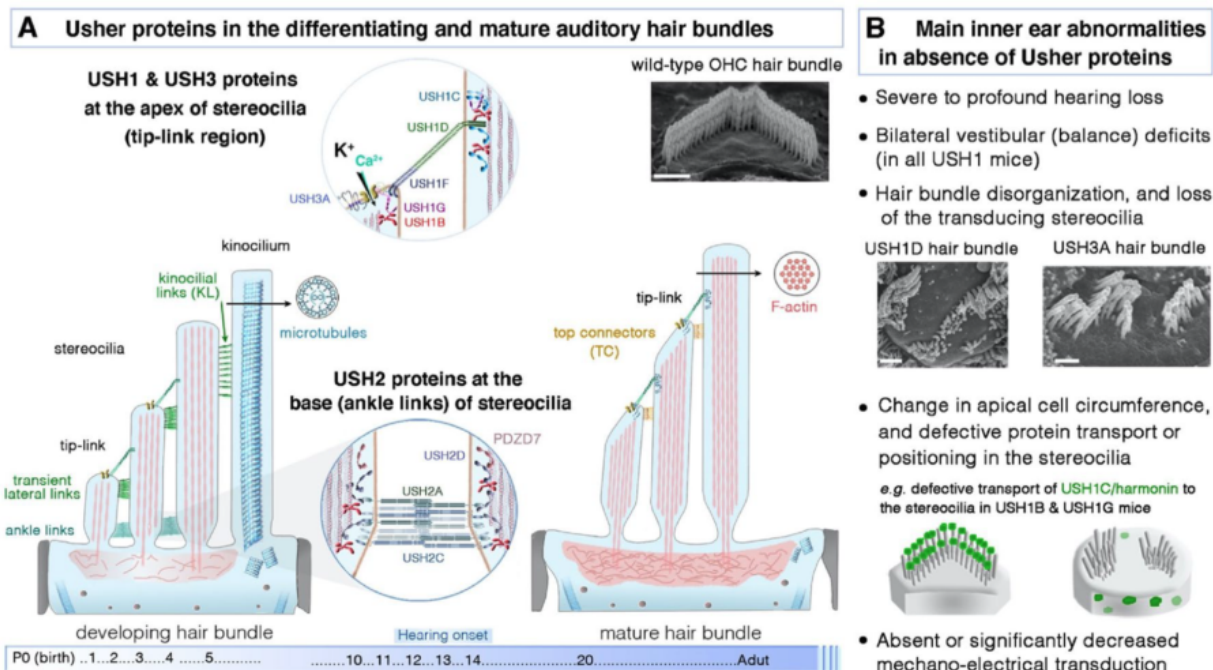 A Usher proteins in the differentiating and mature auditory hair bundles
USH1 & USH3 proteins
at the apex of stereocilia
(tip-link region)
USH1C
USH1D
K+
Ca2+
USH1F
USH3A
USH1G
USH1B
wild-type OHC hair bundle
kinocilium
kinocilial
links (KL)
microtubules
stereocilia
tip-link
transient
lateral links
ankle links
USH2 proteins at the
base (ankle links) of stereocilia
PDZD7
USH2D
USH2A
USH2C
tip-link
top connectors
(TC)
F-actin
developing hair bundle
Hearing onset
mature hair bundle
P0 (birth) ..1...2....3....4 ....5.......... ........10...11...12...13...14..................20.........................Adut
B Main inner ear abnormalities
in absence of Usher proteins
• Severe to profound hearing loss
• Bilateral vestibular (balance) deficits
(in all USH1 mice)
• Hair bundle disorganization, and loss
of the transducing stereocilia
USH1D hair bundle
USH3A hair bundle
• Change in apical cell circumference,
and defective protein transport or
positioning in the stereocilia
e.g. defective transport of USH1C/harmonin to
the stereocilia in USH1B & USH1G mice
• Absent or significantly decreased
mechano-electrical transduction